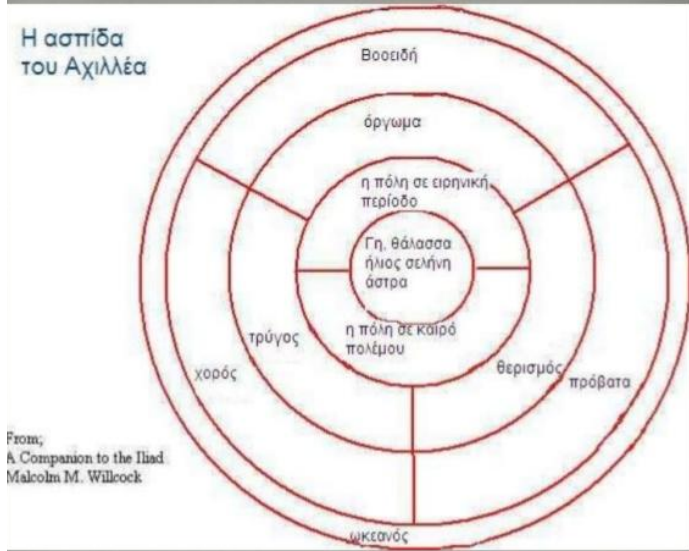 Η ασπίδα
του Αχιλλέα
Βοοειδή
όργωμα
η πόλη σε ειρηνική
περίοδο
Γη, θάλασσα
ήλιος σελήνη
άστρα
η πόλη σε καιρό
πολέμου
τρύγος
χορός
θερισμός
πρόβατα
ωκεανός
From;
A Companion to the Iliad
Malcolm M. Willcock